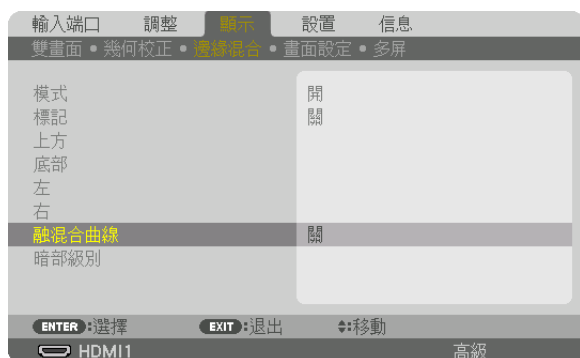 輸入端口 調整 顯示 設置 信息
雙畫面 • 幾何校正 • 邊緣混合 • 畫面設定 • 多屏
模式 開
標記 關
上方
底部
左
右
融混合曲線 關
暗部級別
ENTER :選擇 EXIT :退出 :移動
HDMI1 高級